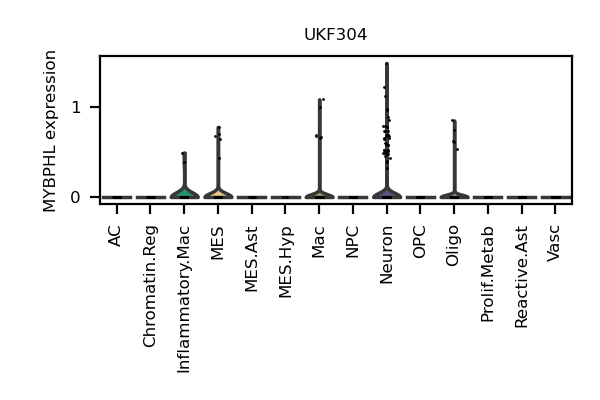 UKF304
MYBPHL expression
1
0
AC
Chromatin.Reg
Inflammatory.Mac
MES
MES.Ast
MES.Hyp
Mac
NPC
Neuron
OPC
Oligo
Prolif.Metab
Reactive.Ast
Vasc